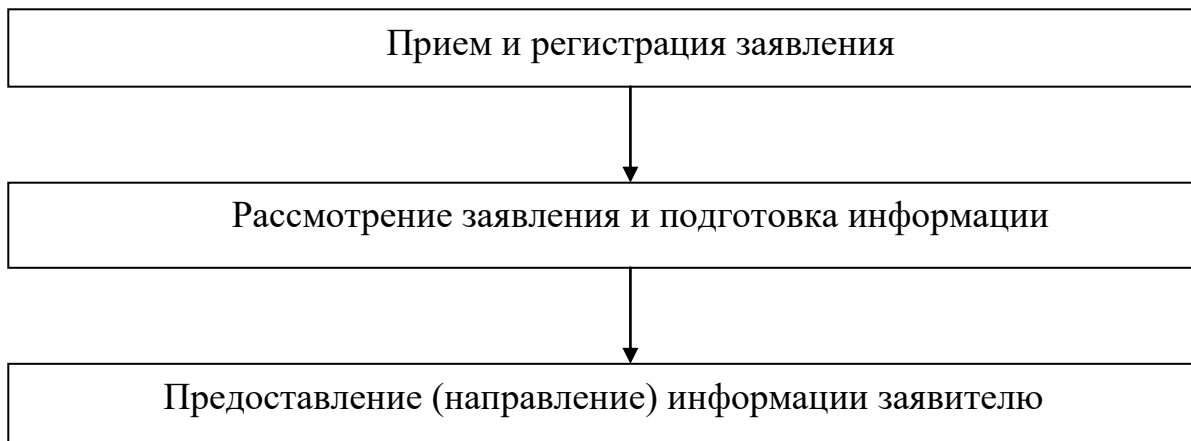 Прием и регистрация заявления
Рассмотрение заявления и подготовка информации
Предоставление (направление) информации заявителю